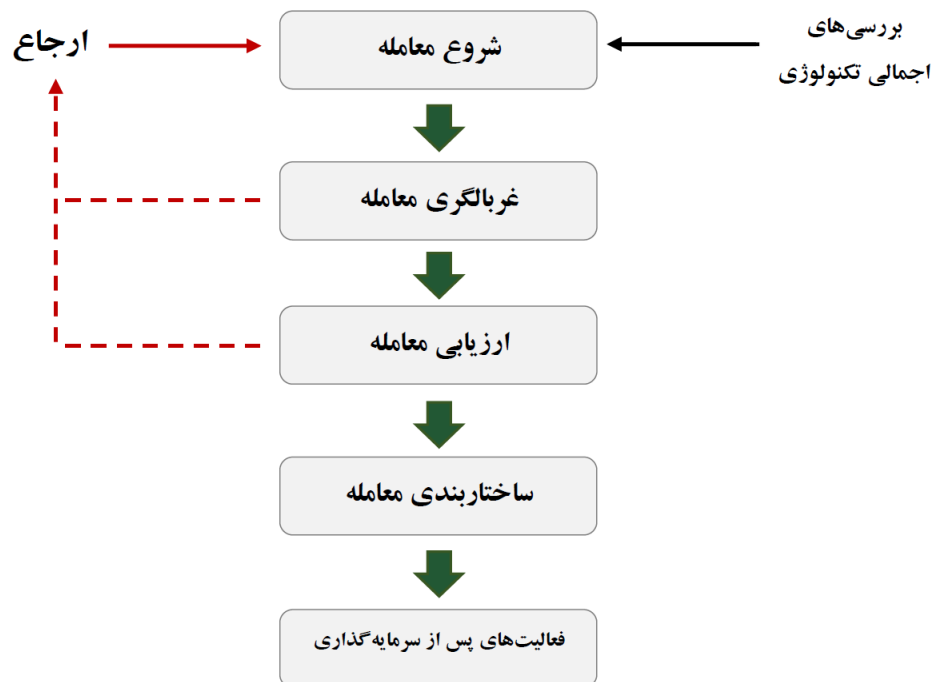 ارجاع
شروع معامله
بررسی‌های
اجمالی تکنولوژی
غربالگری معامله
ارزیابی معامله
ساختاربندی معامله
فعالیت‌های پس از سرمایه‌گذاری